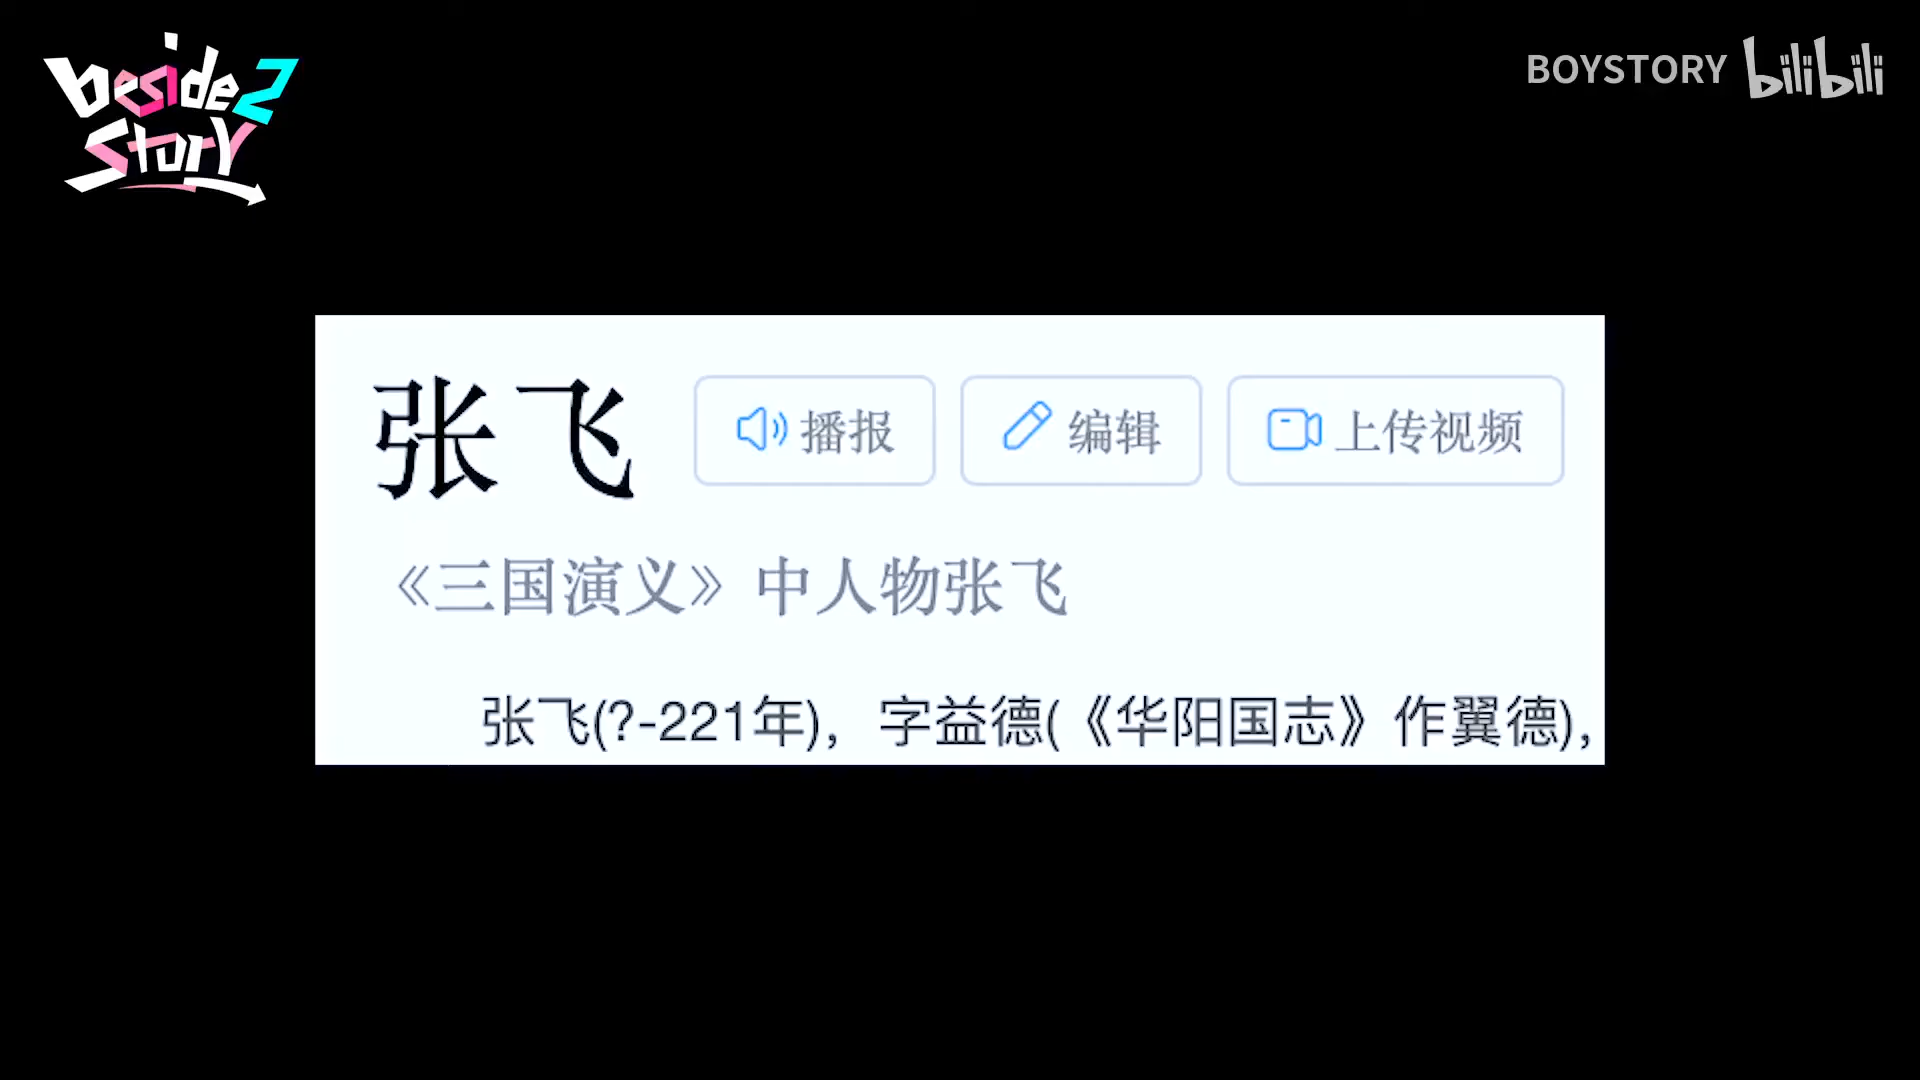 beside2
Story
BOYSTORY bilibili
张飞 播报 编辑 上传视频
《三国演义》中人物张飞
张飞(?-221年)，字益德(《华阳国志》作翼德)，